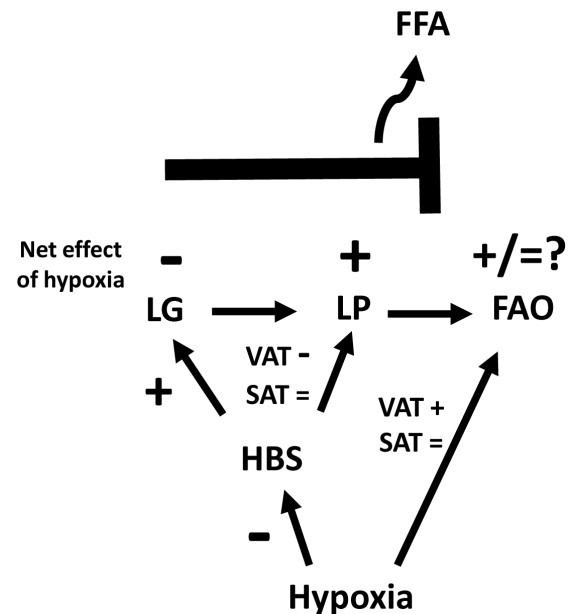 FFA
Net effect
of hypoxia
-
+
+/=?
LG
LP
FAO
VAT -
SAT =
+
VAT +
SAT =
HBS
-
Hypoxia